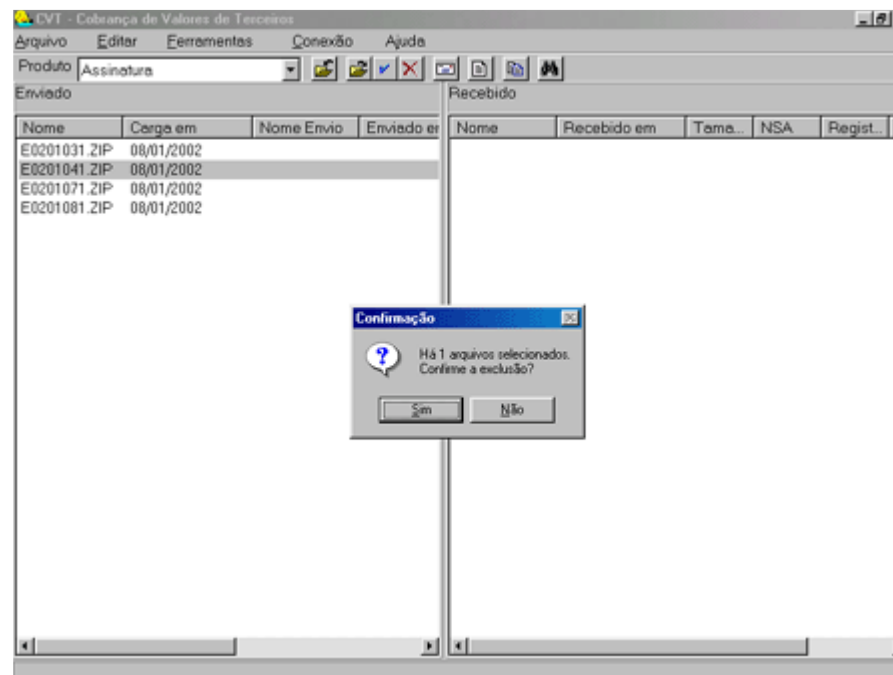 CVT - Cobrança de Valores de Terceiros
Arquivo Editar Ferramentas Conexão Ajuda
Produto Assinatura
Enviado Recebido
Nome Carga em Nome Envio Enviado er Nome Recebido em Tama... NSA Regist...
E0201031.ZIP 08/01/2002
E0201041.ZIP 08/01/2002
E0201071.ZIP 08/01/2002
E0201081.ZIP 08/01/2002
Confirmação
Há 1 arquivos selecionados.
Confirme a exclusão?
Sim Não